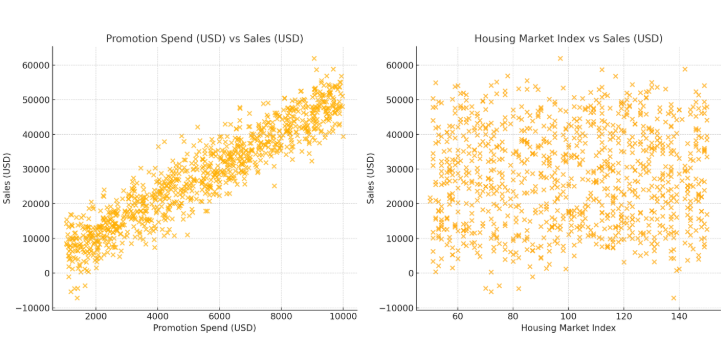 Promotion Spend (USD) vs Sales (USD)
60000
50000
40000
30000
20000
10000
0
−10000
Sales (USD)
2000 4000 6000 8000 10000
Promotion Spend (USD)
Housing Market Index vs Sales (USD)
60000
50000
40000
30000
20000
10000
0
−10000
Sales (USD)
60 80 100 120 140
Housing Market Index